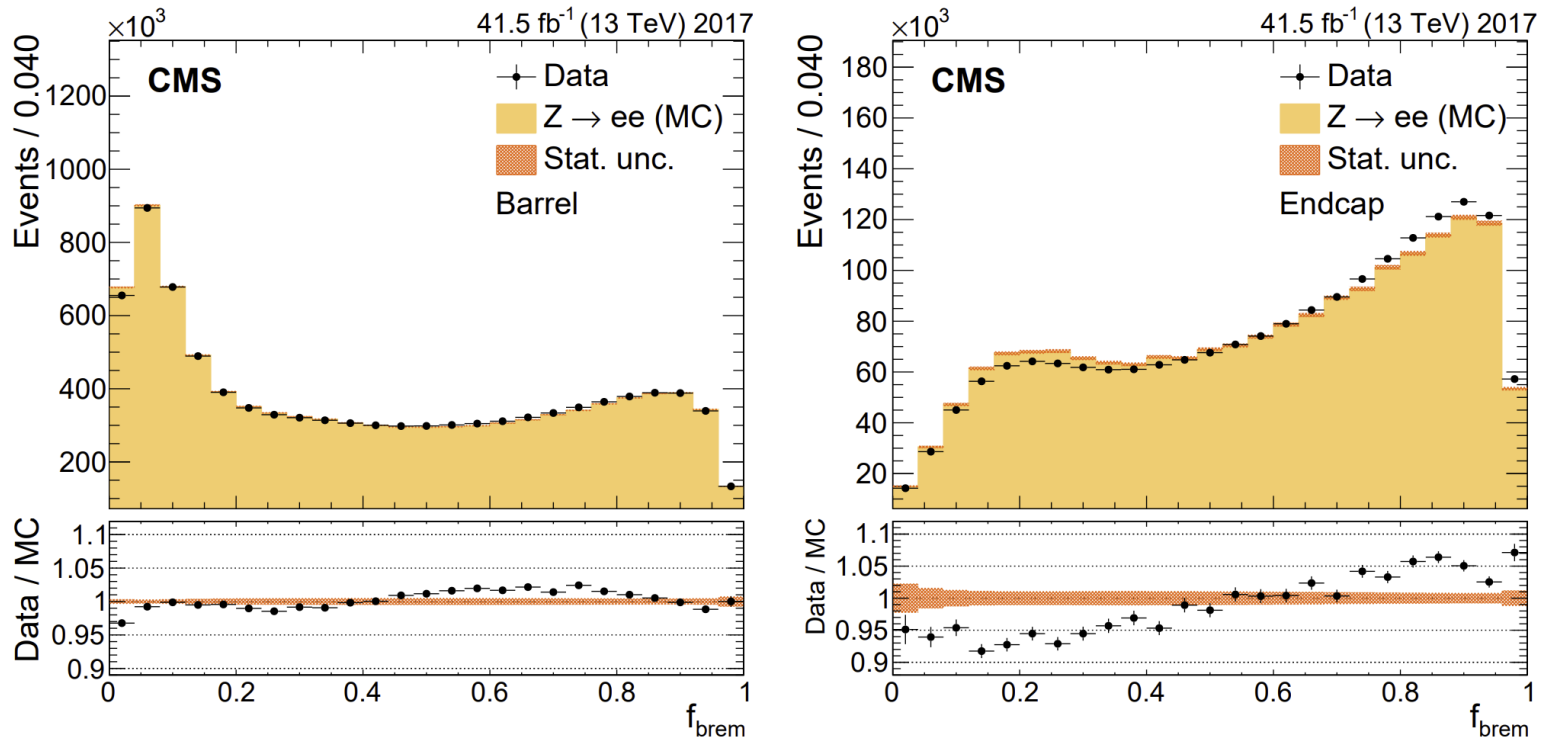 ×10³ 41.5 fb⁻¹ (13 TeV) 2017
Events / 0.040
CMS
Data
Z → ee (MC)
Stat. unc.
Barrel
1200
1000
800
600
400
200
Data / MC
1.1
1.05
1
0.95
0.9
0 0.2 0.4 0.6 0.8 1
f_brem
×10³ 41.5 fb⁻¹ (13 TeV) 2017
Events / 0.040
CMS
Data
Z → ee (MC)
Stat. unc.
Endcap
180
160
140
120
100
80
60
40
20
Data / MC
1.1
1.05
1
0.95
0.9
0 0.2 0.4 0.6 0.8 1
f_brem